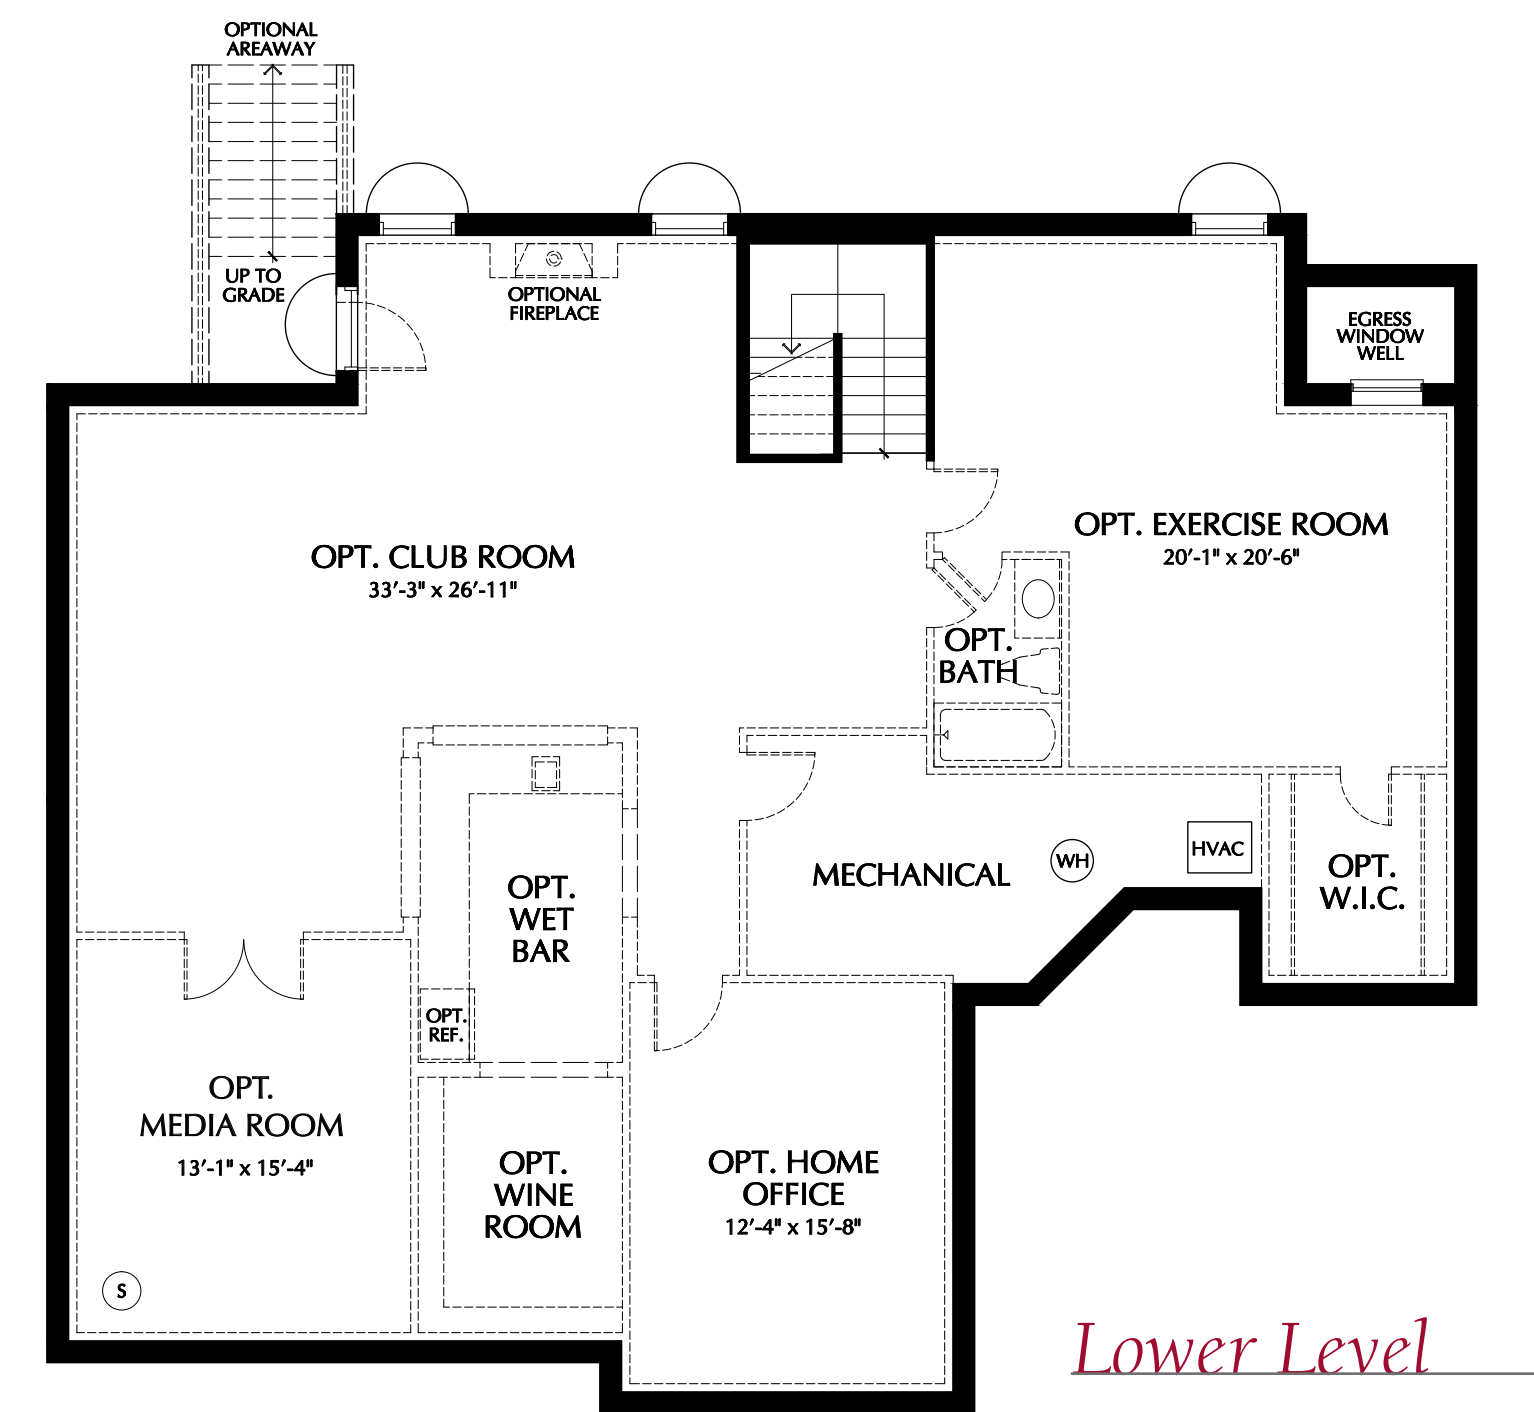 OPTIONAL
AREAWAY
UP TO
GRADE
OPTIONAL
FIREPLACE
EGRESS
WINDOW
WELL
OPT. CLUB ROOM
33'-3" x 26'-11"
OPT. EXERCISE ROOM
20'-1" x 20'-6"
OPT.
BATH
MECHANICAL
WH
HVAC
OPT.
W.I.C.
OPT.
WET
BAR
OPT.
REF.
OPT.
MEDIA ROOM
13'-1" x 15'-4"
S
OPT.
WINE
ROOM
OPT. HOME
OFFICE
12'-4" x 15'-8"
Lower Level